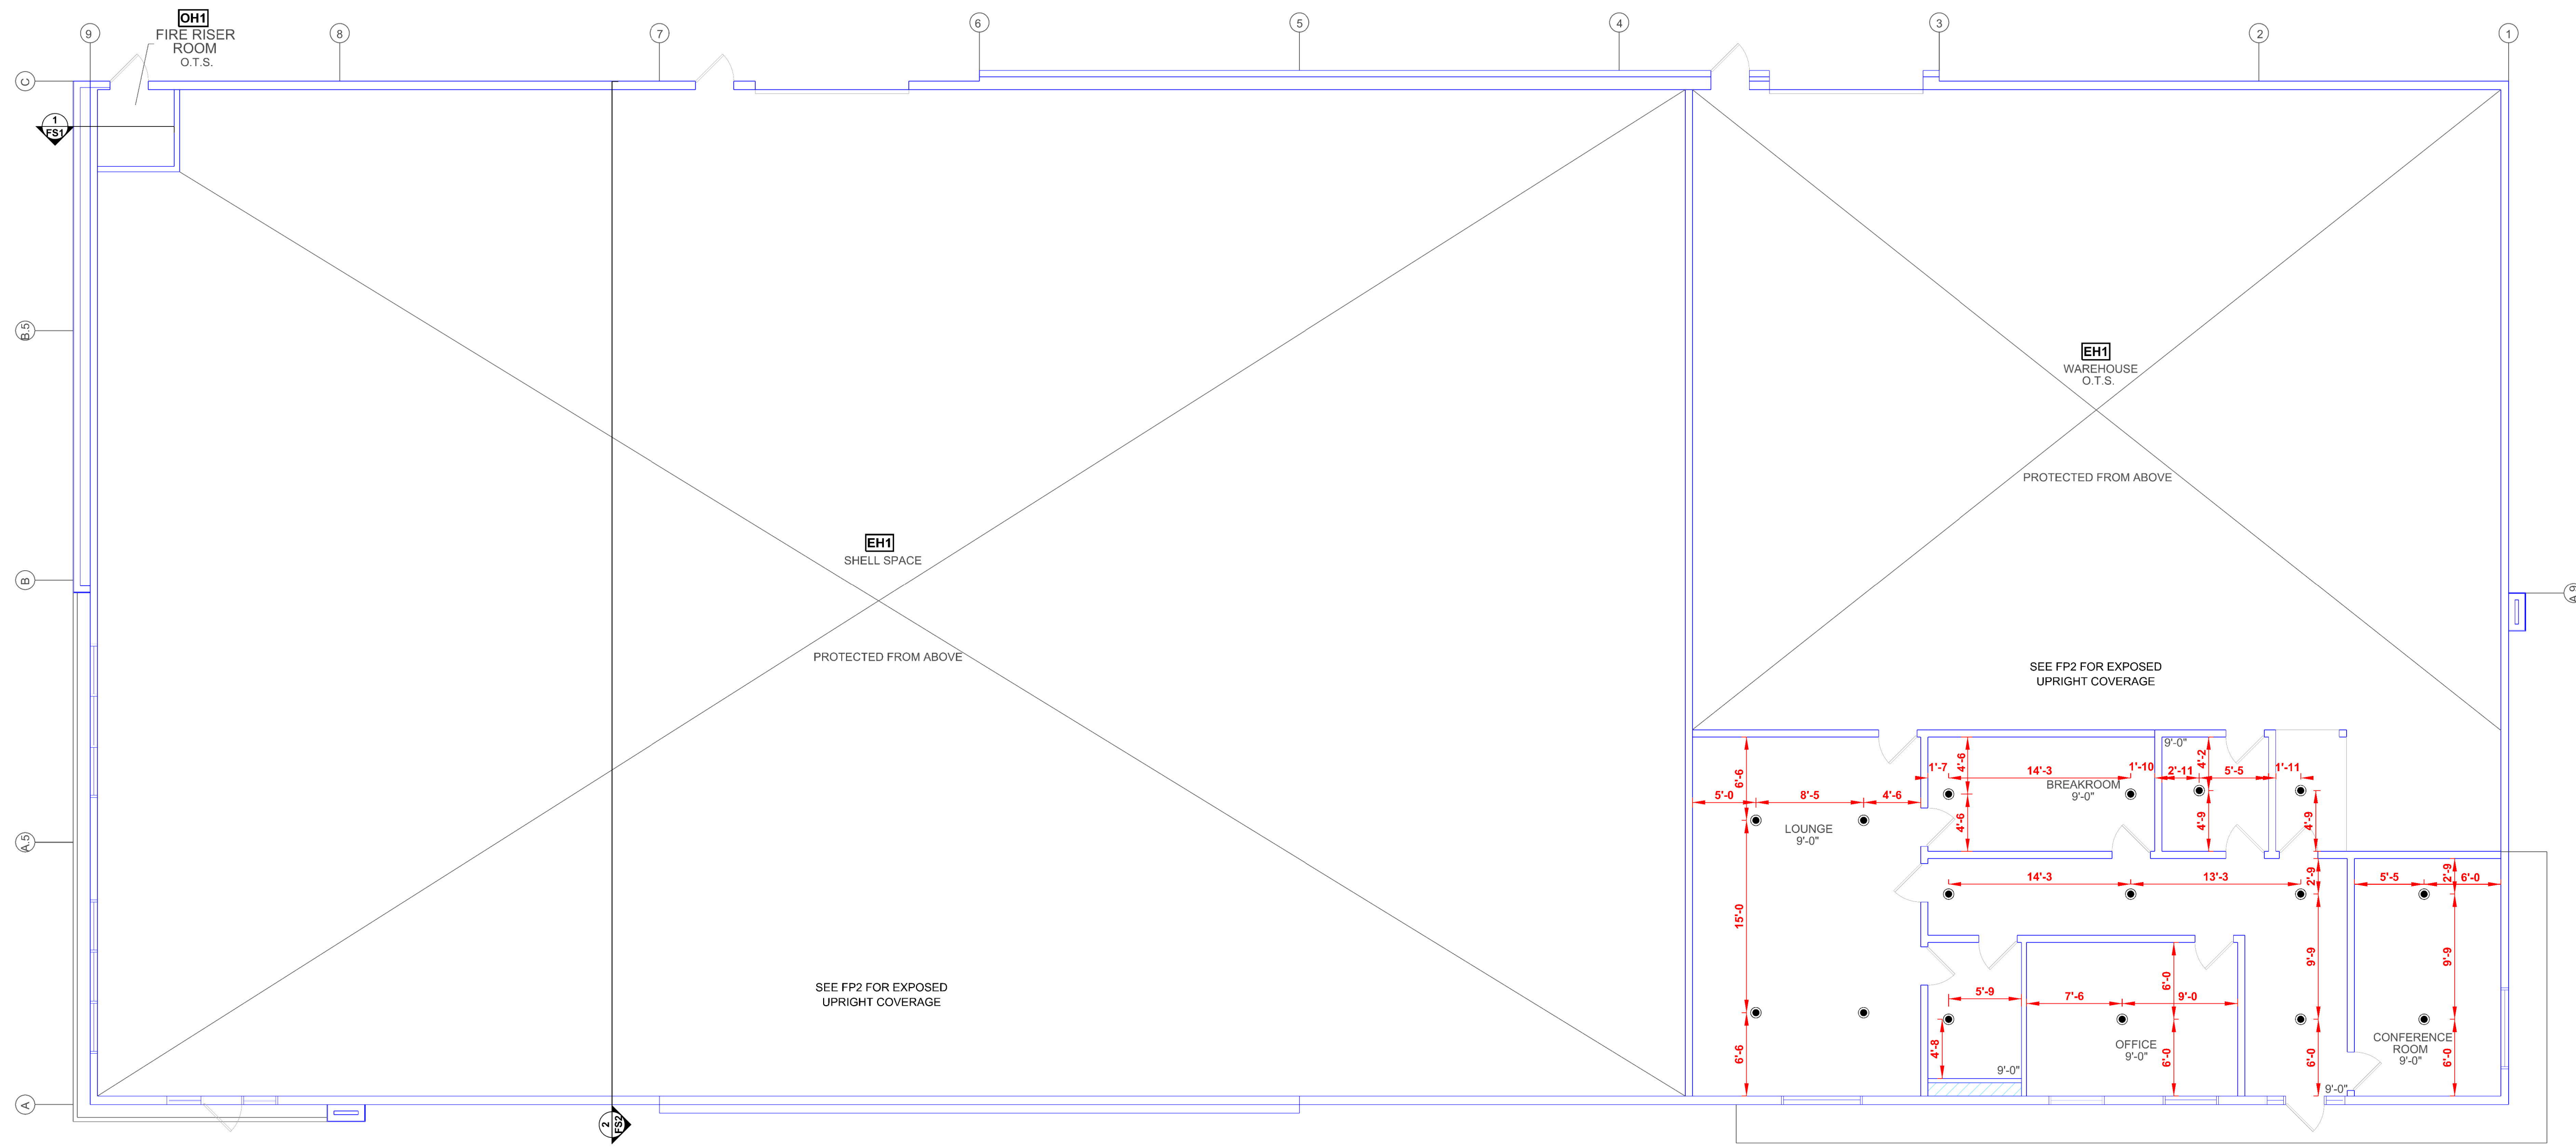 OH1
FIRE RISER
ROOM
O.T.S.
9
8
7
6
5
4
3
2
1
C
1
FS1
B.5
B
A.5
A
A.9
EH1
WAREHOUSE
O.T.S.
PROTECTED FROM ABOVE
EH1
SHELL SPACE
PROTECTED FROM ABOVE
SEE FP2 FOR EXPOSED
UPRIGHT COVERAGE
SEE FP2 FOR EXPOSED
UPRIGHT COVERAGE
2
FS2
6'-6
5'-0
8'-5
4'-6
LOUNGE
9'-0"
15'-0
6'-6
1'-7
4'-6
14'-3
1'-10
BREAKROOM
9'-0"
4'-6
9'-0"
4'-2
2'-11
5'-5
1'-11
4'-9
4'-9
14'-3
13'-3
2'-9
5'-5
2'-9
6'-0
9'-9
9'-9
5'-9
4'-8
9'-0"
6'-0
7'-6
9'-0
OFFICE
9'-0"
6'-0
6'-0
CONFERENCE
ROOM
9'-0"
6'-0
9'-0"